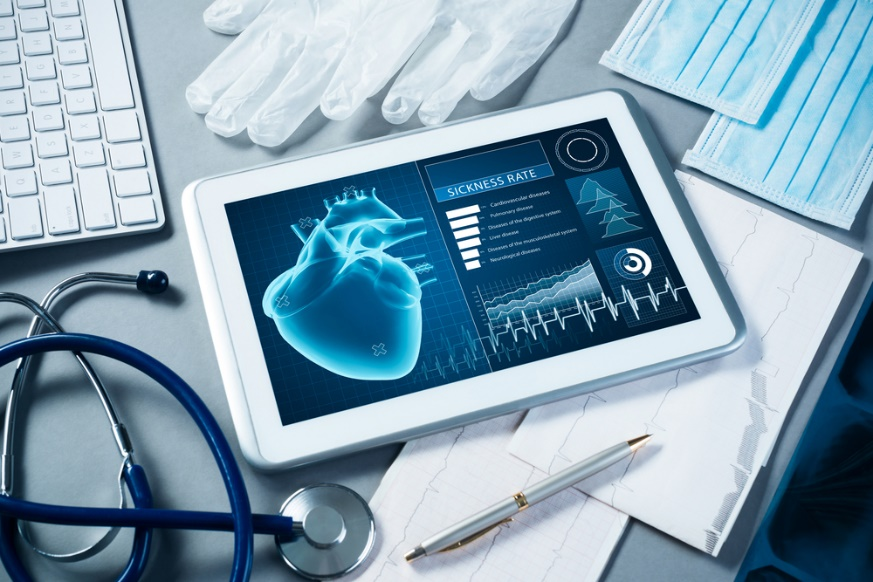 SICKNESS RATE
Cardiovascular diseases
Pulmonary disease
Diseases of the digestive system
Liver disease
Diseases of the musculoskeletal system
Neurological diseases